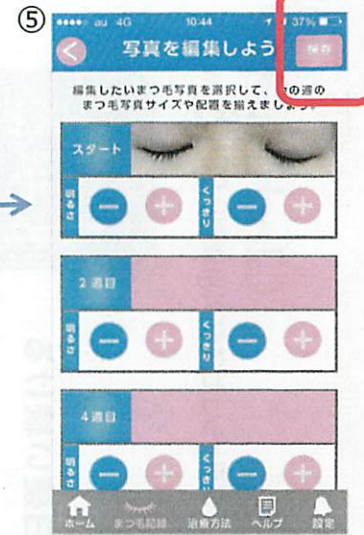 ⑤
au 4G 10:44 37%
写真を編集しよう 保存
編集したいまつ毛写真を選択して、他の週の
まつ毛写真サイズや配置を揃えましょう。
スタート
明るさ くっきり
2週目
明るさ くっきり
4週目
明るさ くっきり
ホーム まつ毛記録 治療方法 ヘルプ 設定